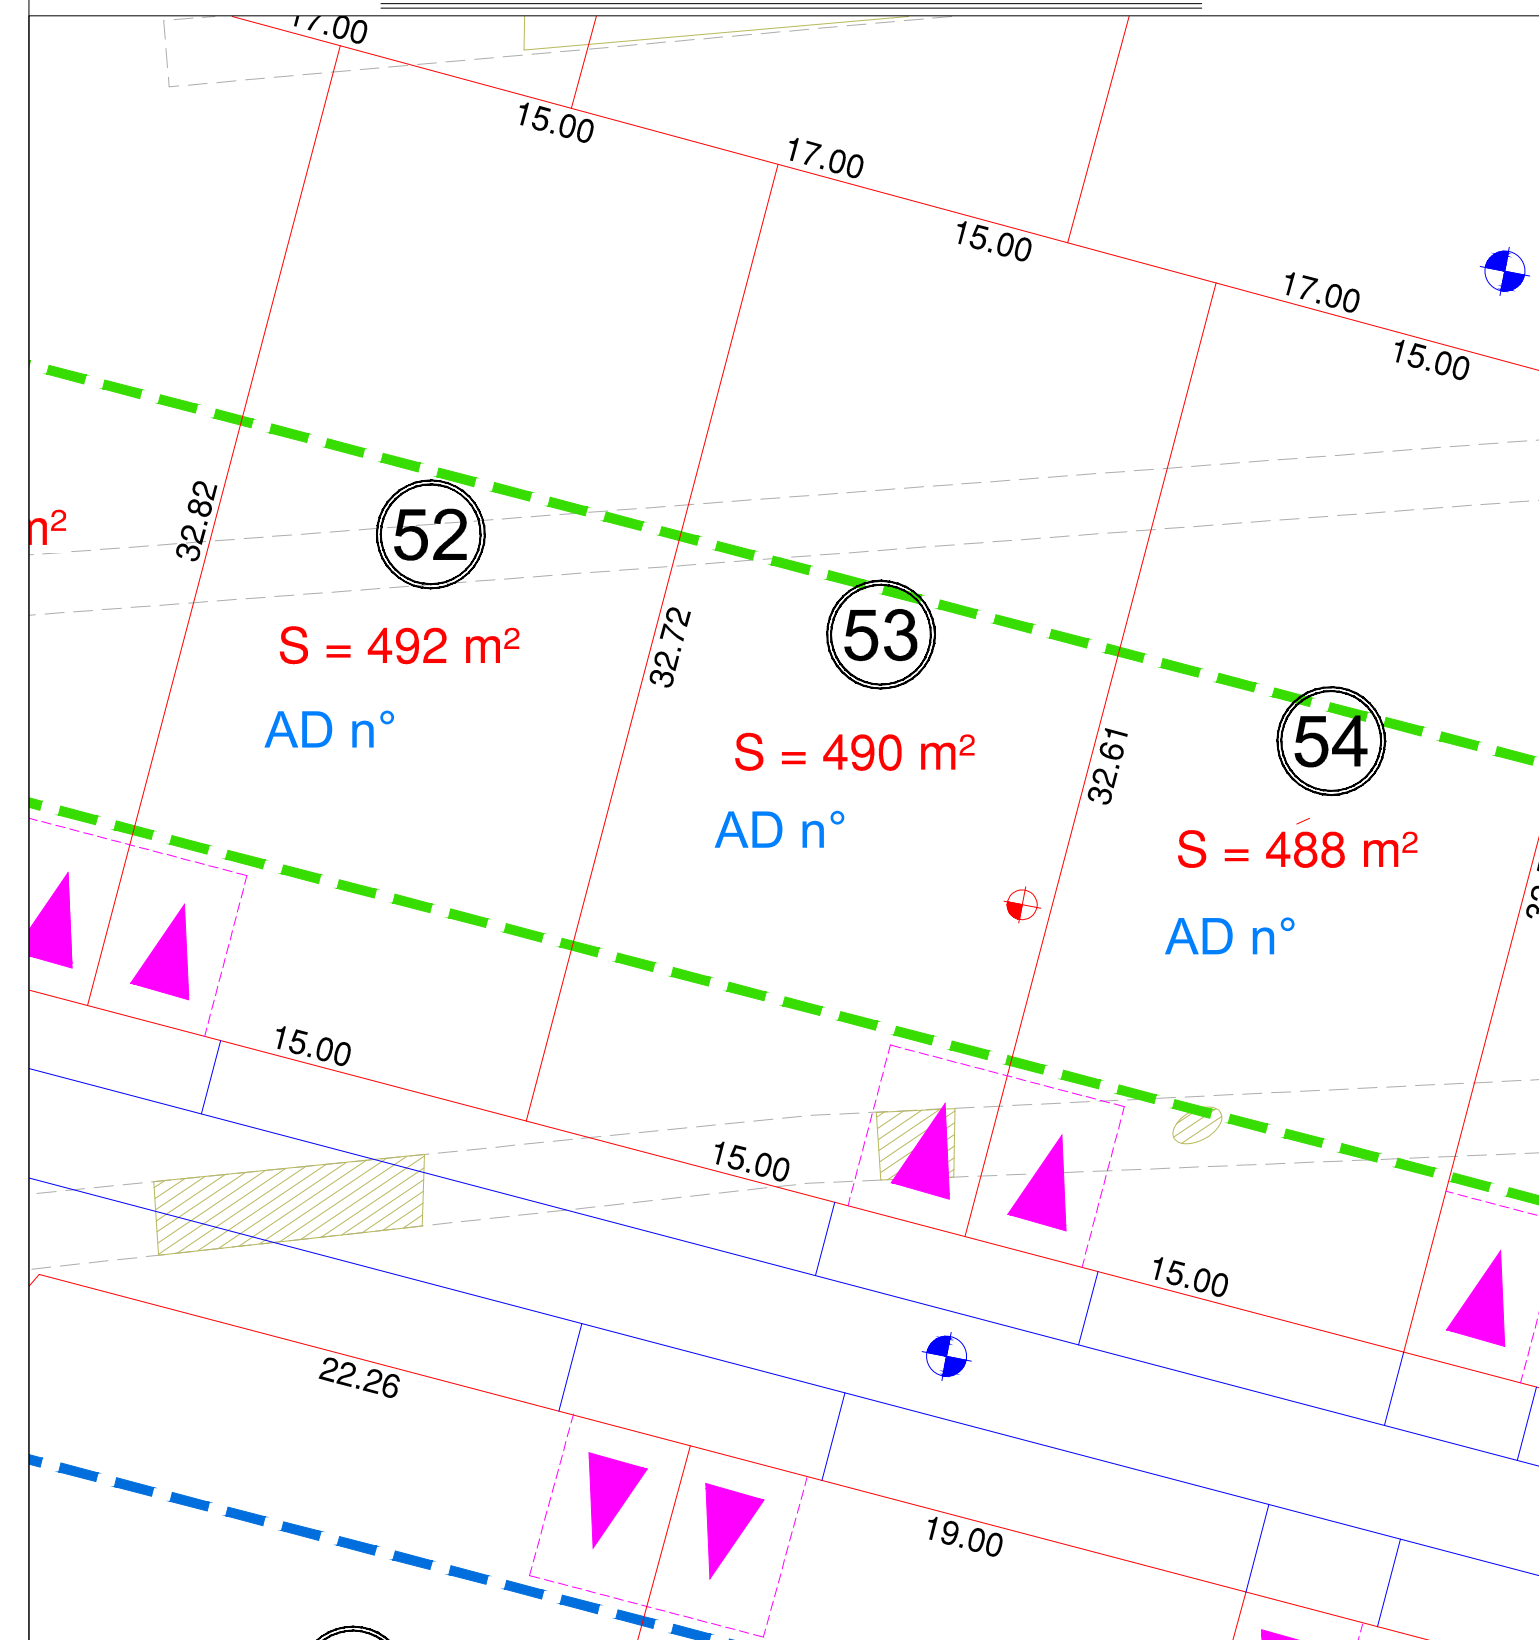 17.00
15.00
17.00
15.00
17.00
15.00
32.82
m²
52
S = 492 m²
AD n°
32.72
53
S = 490 m²
AD n°
32.61
54
S = 488 m²
AD n°
15.00
15.00
15.00
22.26
19.00